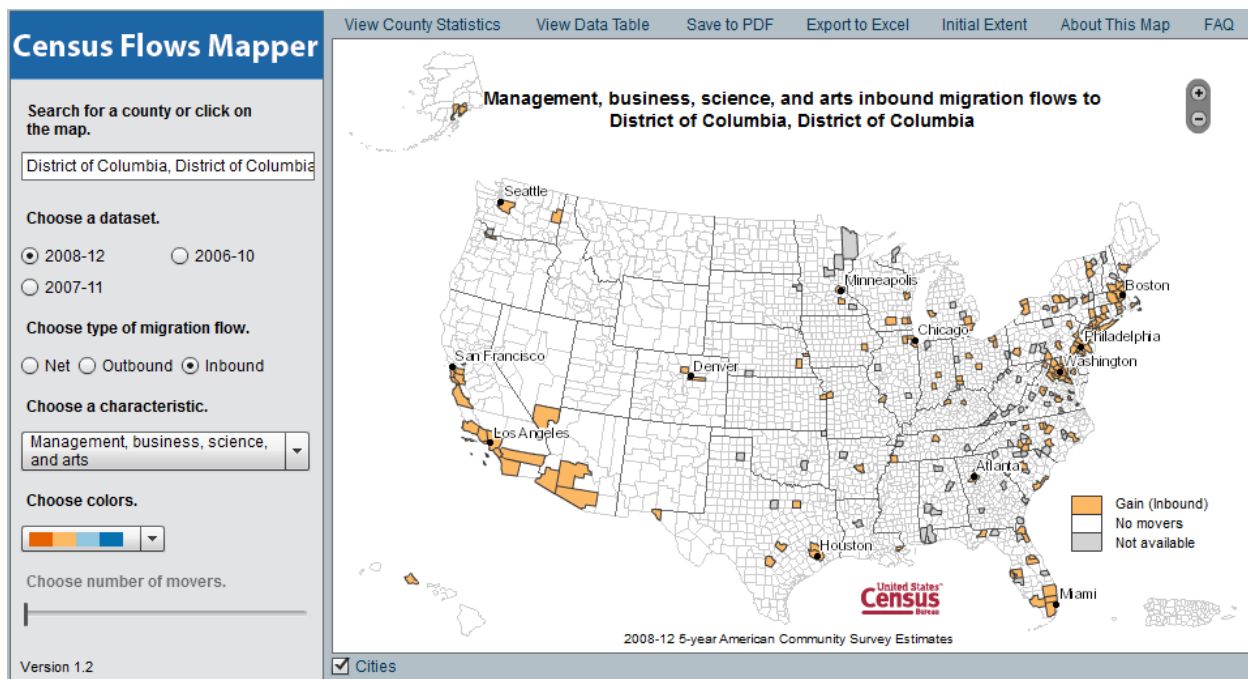 Census Flows Mapper
Search for a county or click on
the map.
District of Columbia, District of Columbia
Choose a dataset.
2008-12
2006-10
2007-11
Choose type of migration flow.
Net
Outbound
Inbound
Choose a characteristic.
Management, business, science,
and arts
Choose colors.
Choose number of movers.
Version 1.2
View County Statistics
View Data Table
Save to PDF
Export to Excel
Initial Extent
About This Map
FAQ
Management, business, science, and arts inbound migration flows to
District of Columbia, District of Columbia
Seattle
Minneapolis
Boston
Chicago
Philadelphia
San Francisco
Denver
Washington
Los Angeles
Atlanta
Gain (Inbound)
No movers
Not available
Houston
Miami
United States™
Census
Bureau
2008-12 5-year American Community Survey Estimates
Cities